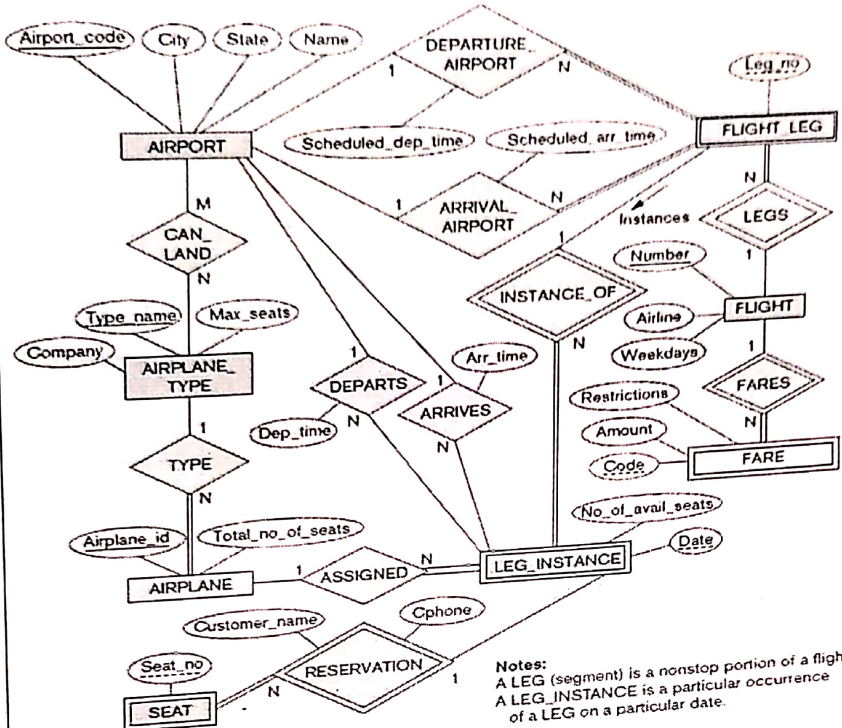 Airport_code
City
State
Name
DEPARTURE_
AIRPORT
1
N
Leg_no
Scheduled_dep_time
Scheduled_arr_time
AIRPORT
FLIGHT_LEG
M
1
ARRIVAL_
AIRPORT
N
Instances
N
LEGS
CAN_
LAND
N
1
1
INSTANCE_OF
N
Number
Type_name
Max_seats
Company
AIRPLANE_
TYPE
FLIGHT
Airline
Weekdays
1
DEPARTS
N
Dep_time
Arr_time
1
ARRIVES
N
1
FARES
N
Restrictions
Amount
Code
FARE
1
TYPE
N
Airplane_id
Total_no_of_seats
No_of_avail_seats
Date
AIRPLANE
1
ASSIGNED
N
LEG_INSTANCE
Customer_name
Cphone
Seat_no
RESERVATION
N
1
SEAT
Notes:
A LEG (segment) is a nonstop portion of a fligh
A LEG_INSTANCE is a particular occurrence
of a LEG on a particular date.